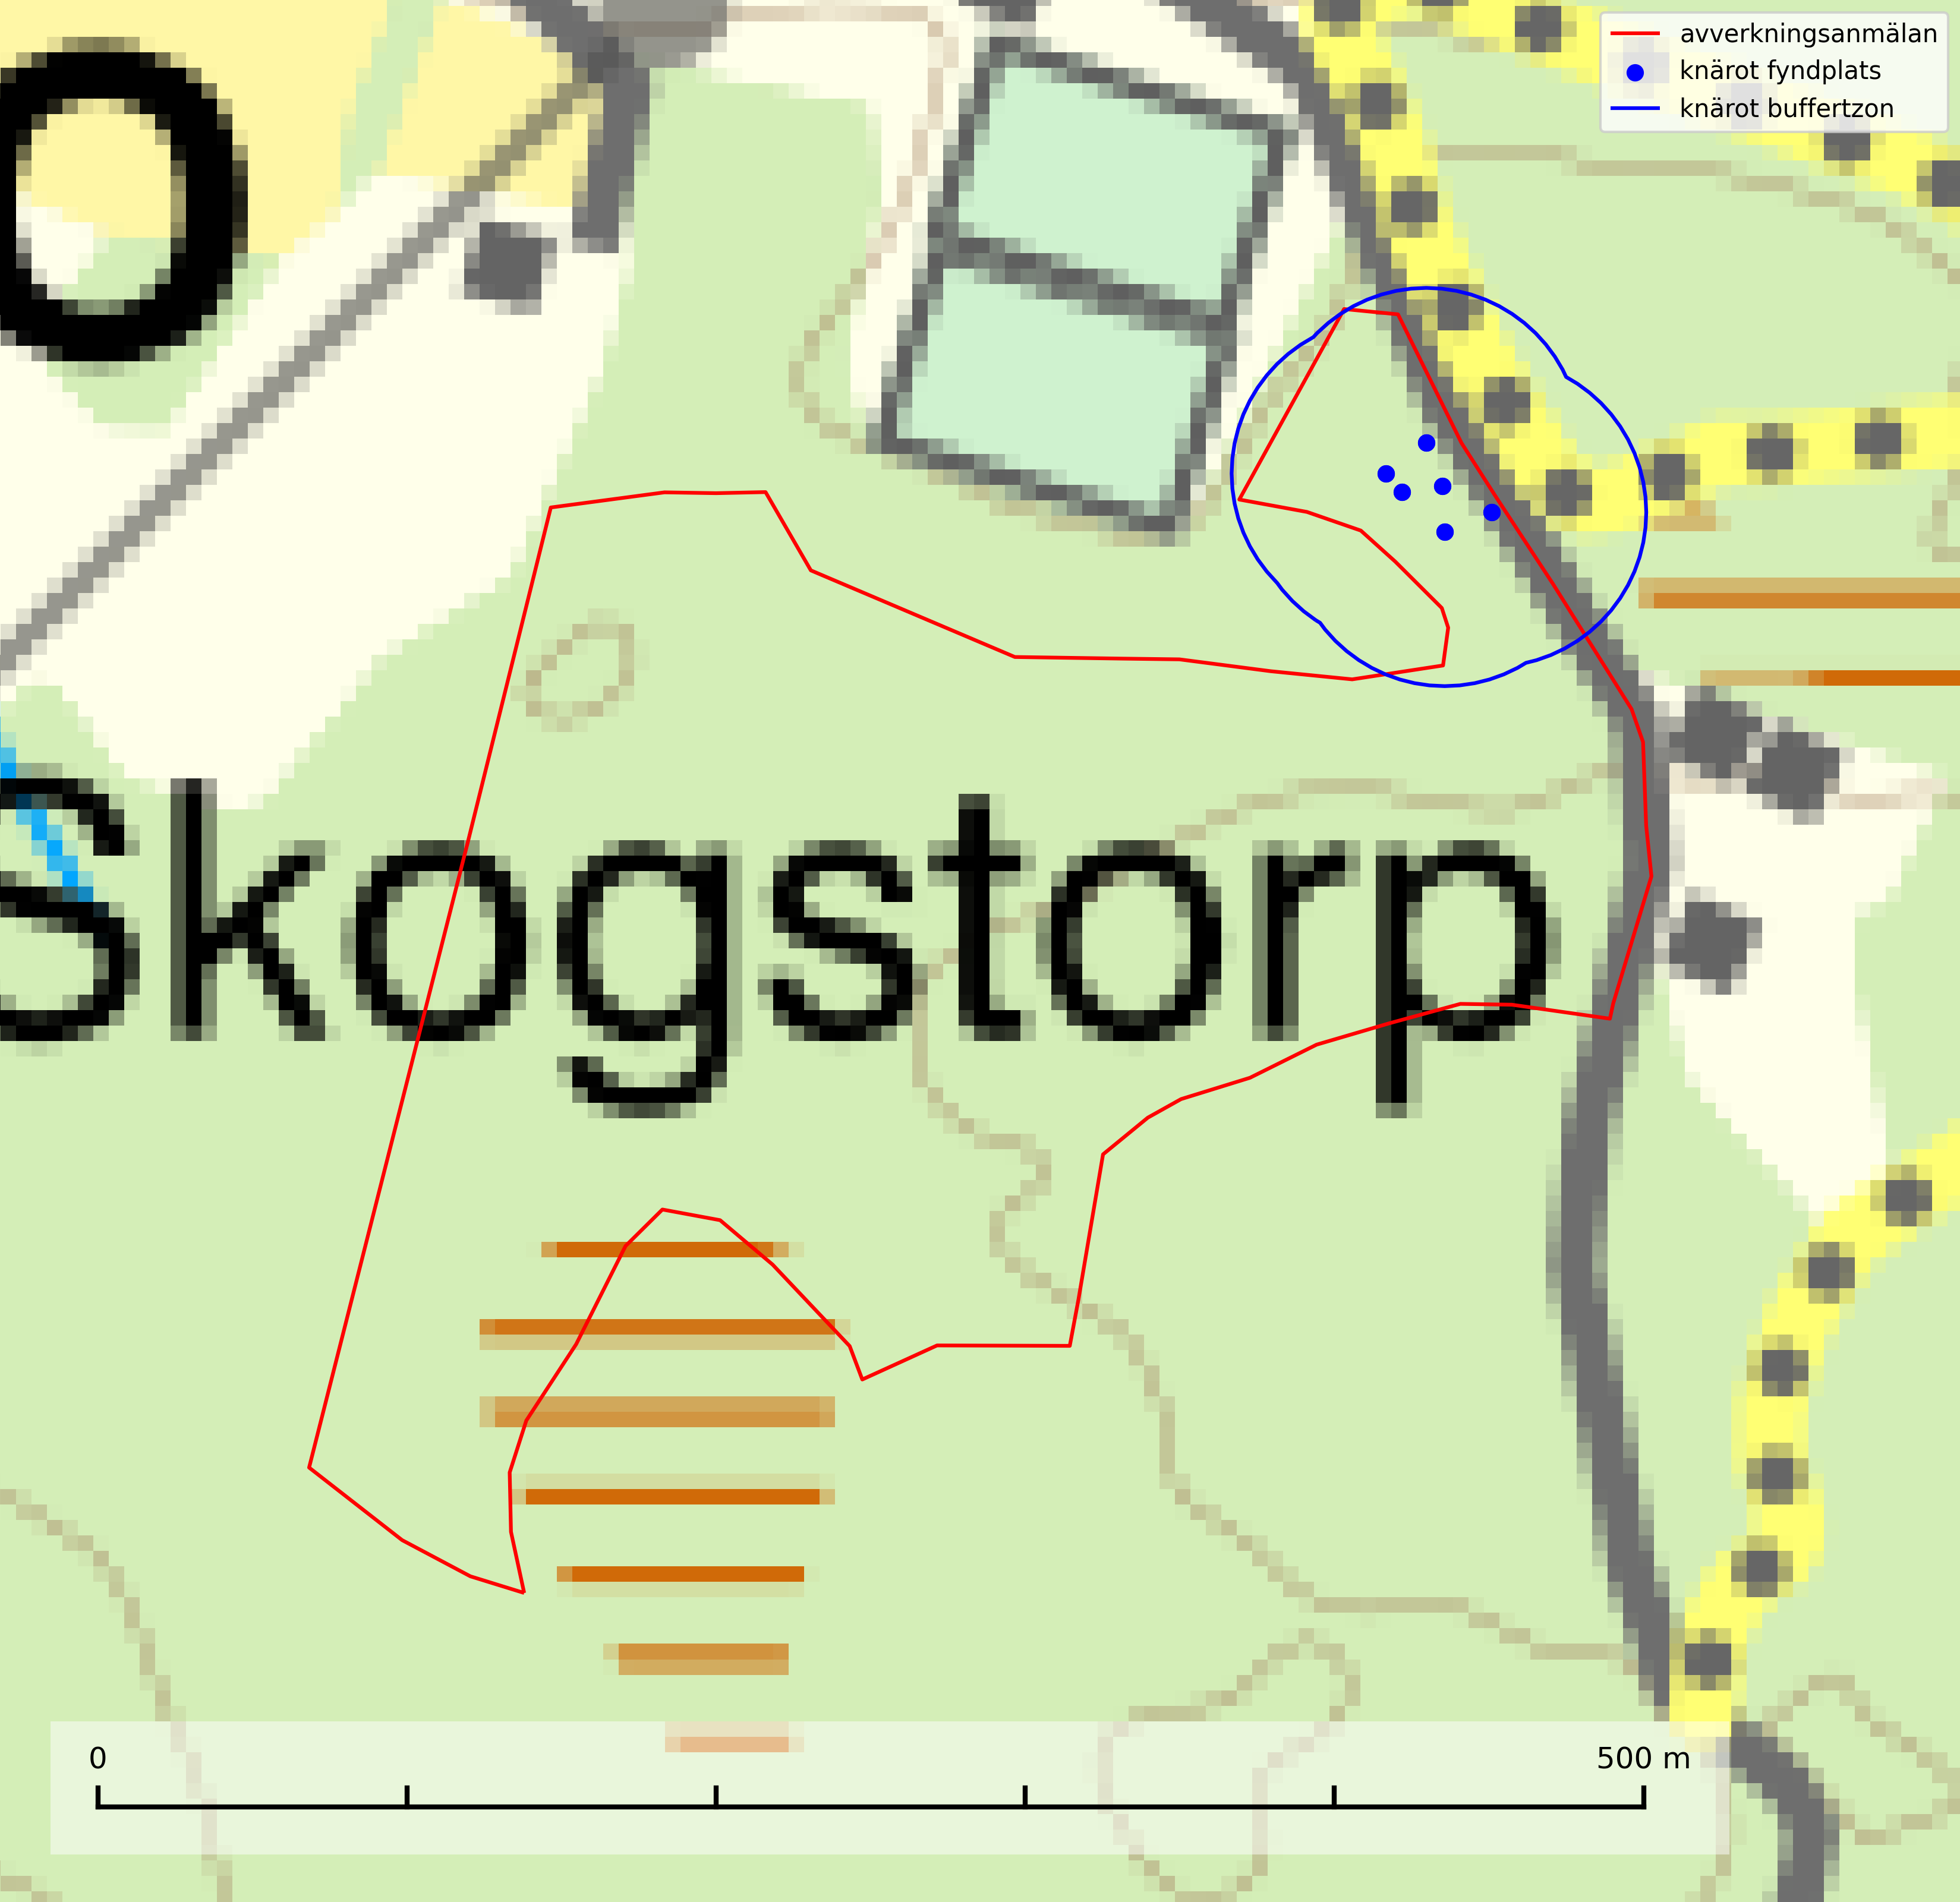 avverkningsanmälan
knärot fyndplats
knärot buffertzon
Skogstorp
0
500 m